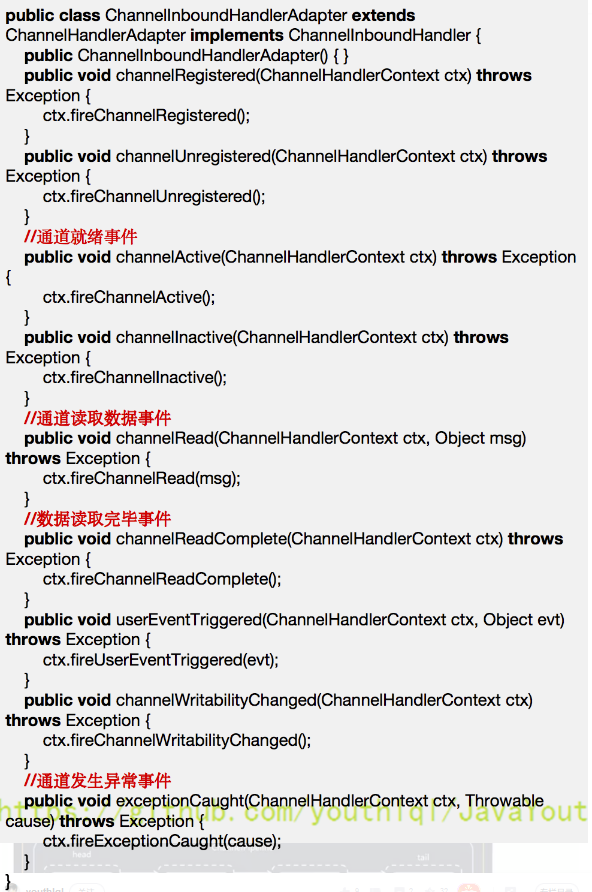 public class ChannelInboundHandlerAdapter extends
ChannelHandlerAdapter implements ChannelInboundHandler {
public ChannelInboundHandlerAdapter() { }
public void channelRegistered(ChannelHandlerContext ctx) throws
Exception {
ctx.fireChannelRegistered();
}
public void channelUnregistered(ChannelHandlerContext ctx) throws
Exception {
ctx.fireChannelUnregistered();
}
//通道就绪事件
public void channelActive(ChannelHandlerContext ctx) throws Exception
{
ctx.fireChannelActive();
}
public void channelInactive(ChannelHandlerContext ctx) throws
Exception {
ctx.fireChannelInactive();
}
//通道读取数据事件
public void channelRead(ChannelHandlerContext ctx, Object msg)
throws Exception {
ctx.fireChannelRead(msg);
}
//数据读取完毕事件
public void channelReadComplete(ChannelHandlerContext ctx) throws
Exception {
ctx.fireChannelReadComplete();
}
public void userEventTriggered(ChannelHandlerContext ctx, Object evt)
throws Exception {
ctx.fireUserEventTriggered(evt);
}
public void channelWritabilityChanged(ChannelHandlerContext ctx)
throws Exception {
ctx.fireChannelWritabilityChanged();
}
//通道发生异常事件
https://github.com/youthlql/JavaYout
public void exceptionCaught(ChannelHandlerContext ctx, Throwable
cause) throws Exception {
ctx.fireExceptionCaught(cause);
head
tail
}
}
youthlql